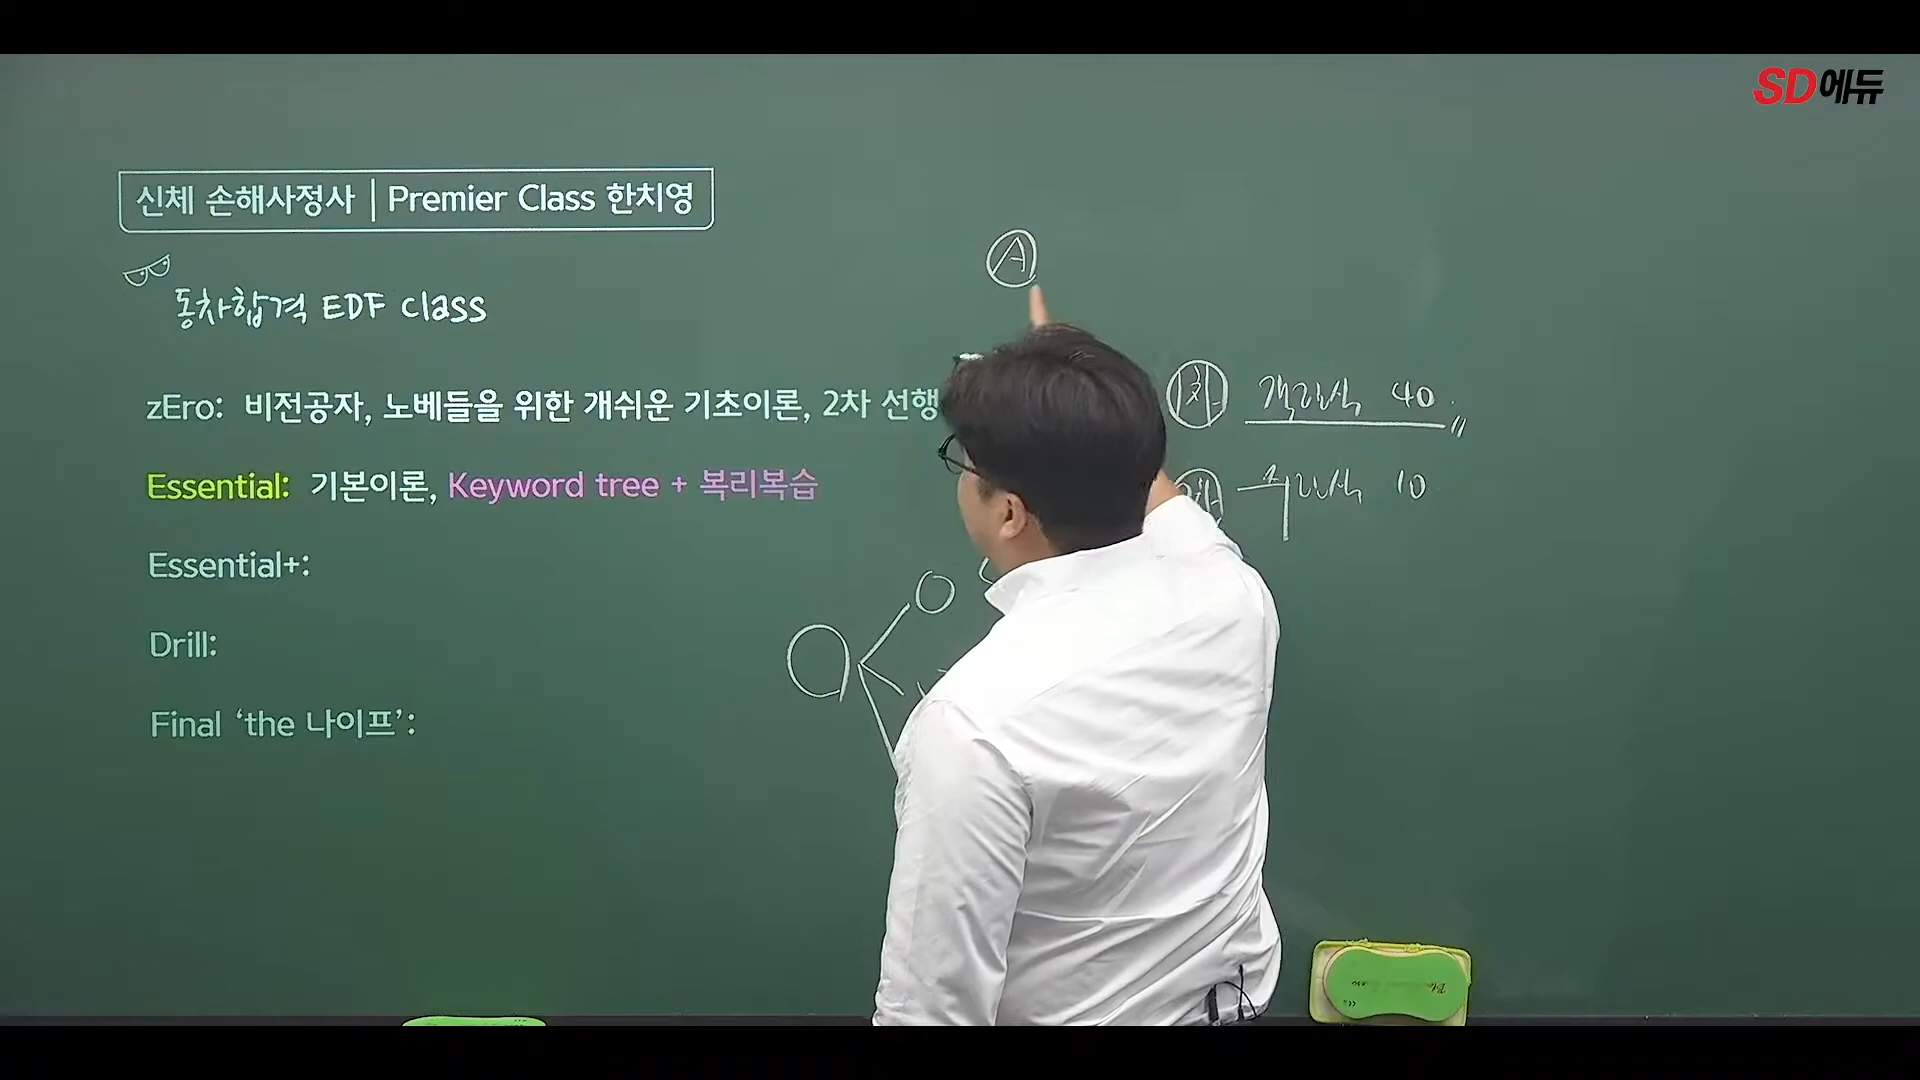 SD에듀
신체 손해사정사 | Premier Class 한치영
동차합격 EDF class
A
zEro: 비전공자, 노베들을 위한 개쉬운 기초이론, 2차 선행
1차 객관식 40
Essential: 기본이론, Keyword tree + 복리복습
주관식 10
Essential+:
Drill:
Final ‘the 나이프’: